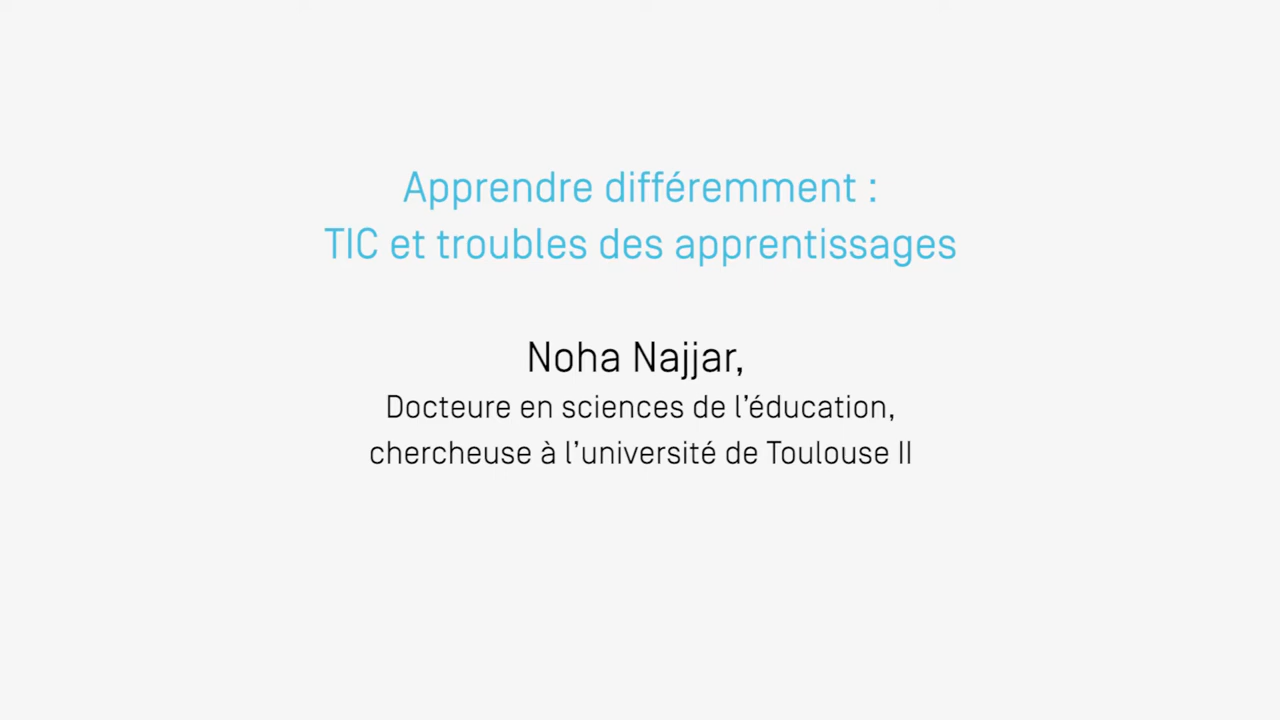 Apprendre différemment :
TIC et troubles des apprentissages
Noha Najjar,
Docteure en sciences de l’éducation,
chercheuse à l’université de Toulouse II